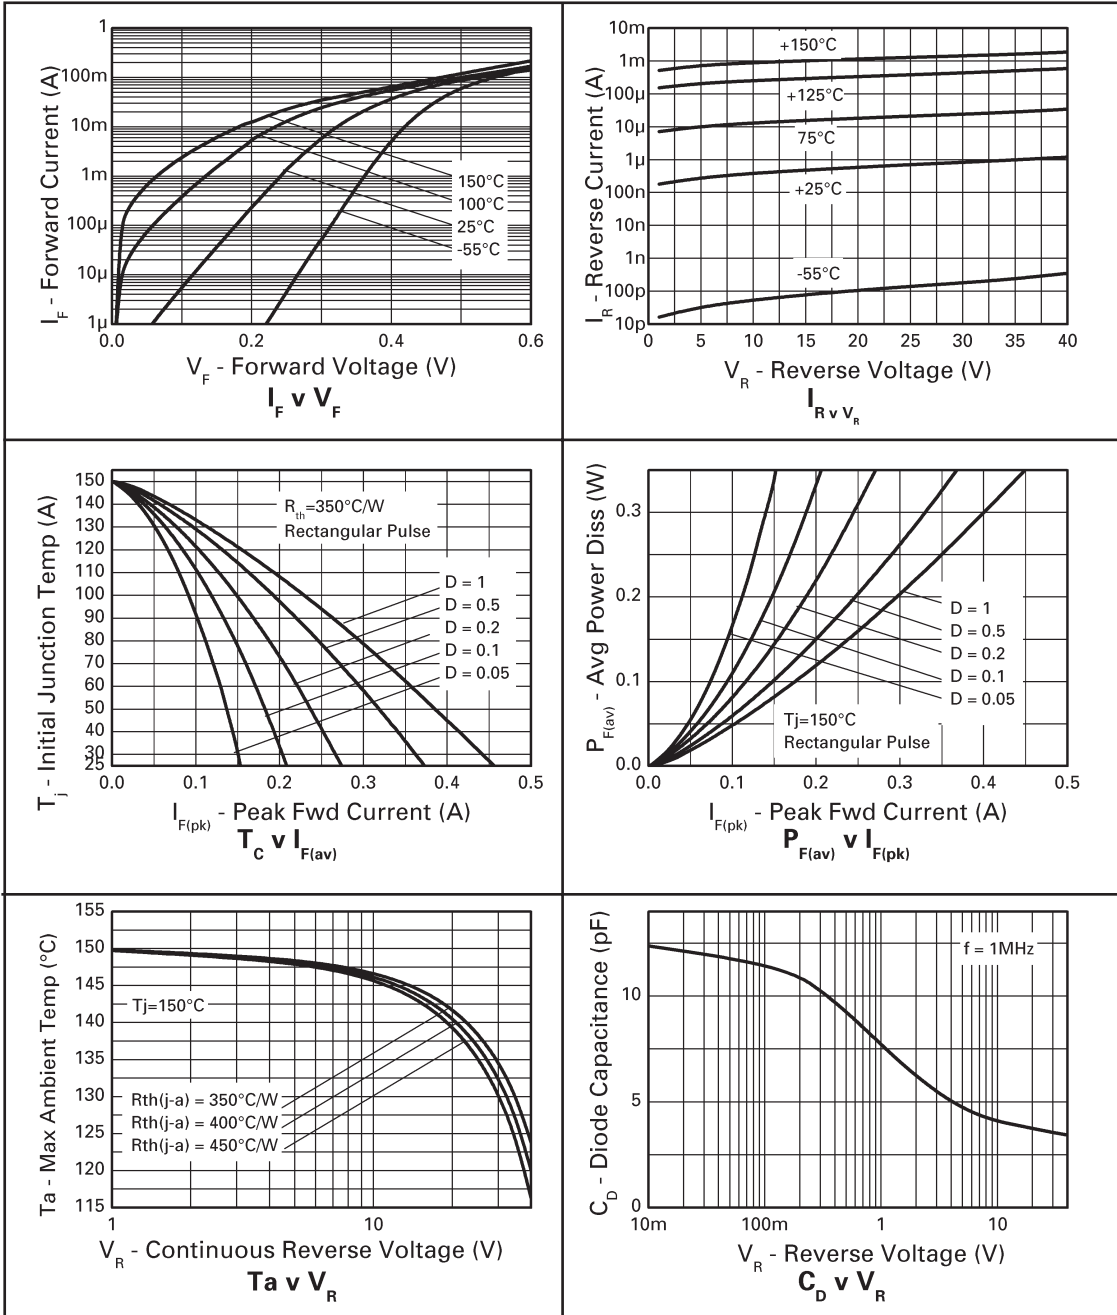 1
100m
10m
1m
100µ
10µ
1µ
0.0 0.2 0.4 0.6
I_F - Forward Current (A)
150°C
100°C
25°C
-55°C
V_F - Forward Voltage (V)
I_F v V_F
10m
1m
100µ
10µ
1µ
100n
10n
1n
100p
10p
0 5 10 15 20 25 30 35 40
I_R - Reverse Current (A)
+150°C
+125°C
75°C
+25°C
-55°C
V_R - Reverse Voltage (V)
I_R v V_R
150
140
130
120
110
100
90
80
70
60
50
40
30
25
0.0 0.1 0.2 0.3 0.4 0.5
T_j - Initial Junction Temp (A)
R_th=350°C/W
Rectangular Pulse
D = 1
D = 0.5
D = 0.2
D = 0.1
D = 0.05
I_F(pk) - Peak Fwd Current (A)
T_C v I_F(av)
0.3
0.2
0.1
0.0
0 0.1 0.2 0.3 0.4 0.5
P_F(av) - Avg Power Diss (W)
D = 1
D = 0.5
D = 0.2
D = 0.1
D = 0.05
Tj=150°C
Rectangular Pulse
I_F(pk) - Peak Fwd Current (A)
P_F(av) v I_F(pk)
155
150
145
140
135
130
125
120
115
1 10
Ta - Max Ambient Temp (°C)
Tj=150°C
Rth(j-a) = 350°C/W
Rth(j-a) = 400°C/W
Rth(j-a) = 450°C/W
V_R - Continuous Reverse Voltage (V)
Ta v V_R
10
5
0
10m 100m 1 10
C_D - Diode Capacitance (pF)
f = 1MHz
V_R - Reverse Voltage (V)
C_D v V_R